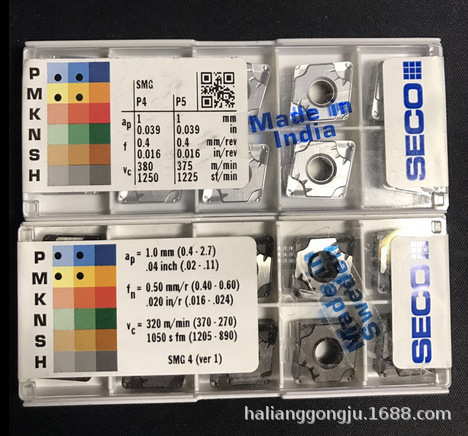 P
M
K
N
S
H
SMG
P4 P5
ap 1 1 mm
0.039 0.039 in
f 0.4 0.4 mm/rev
0.016 0.016 in/rev
vc 380 375 m/min
1250 1225 sf/min
Made in
India
SECO
P
M
K
N
S
H
ap = 1.0 mm (0.4 - 2.7)
.04 inch (.02 - .11)
fn = 0.50 mm/r (0.40 - 0.60)
.020 in/r (.016 - .024)
vc = 320 m/min (370 - 270)
1050 s fm (1205 - 890)
SMG 4 (ver 1)
Made in
Sweden
SECO
halianggongju.1688.com